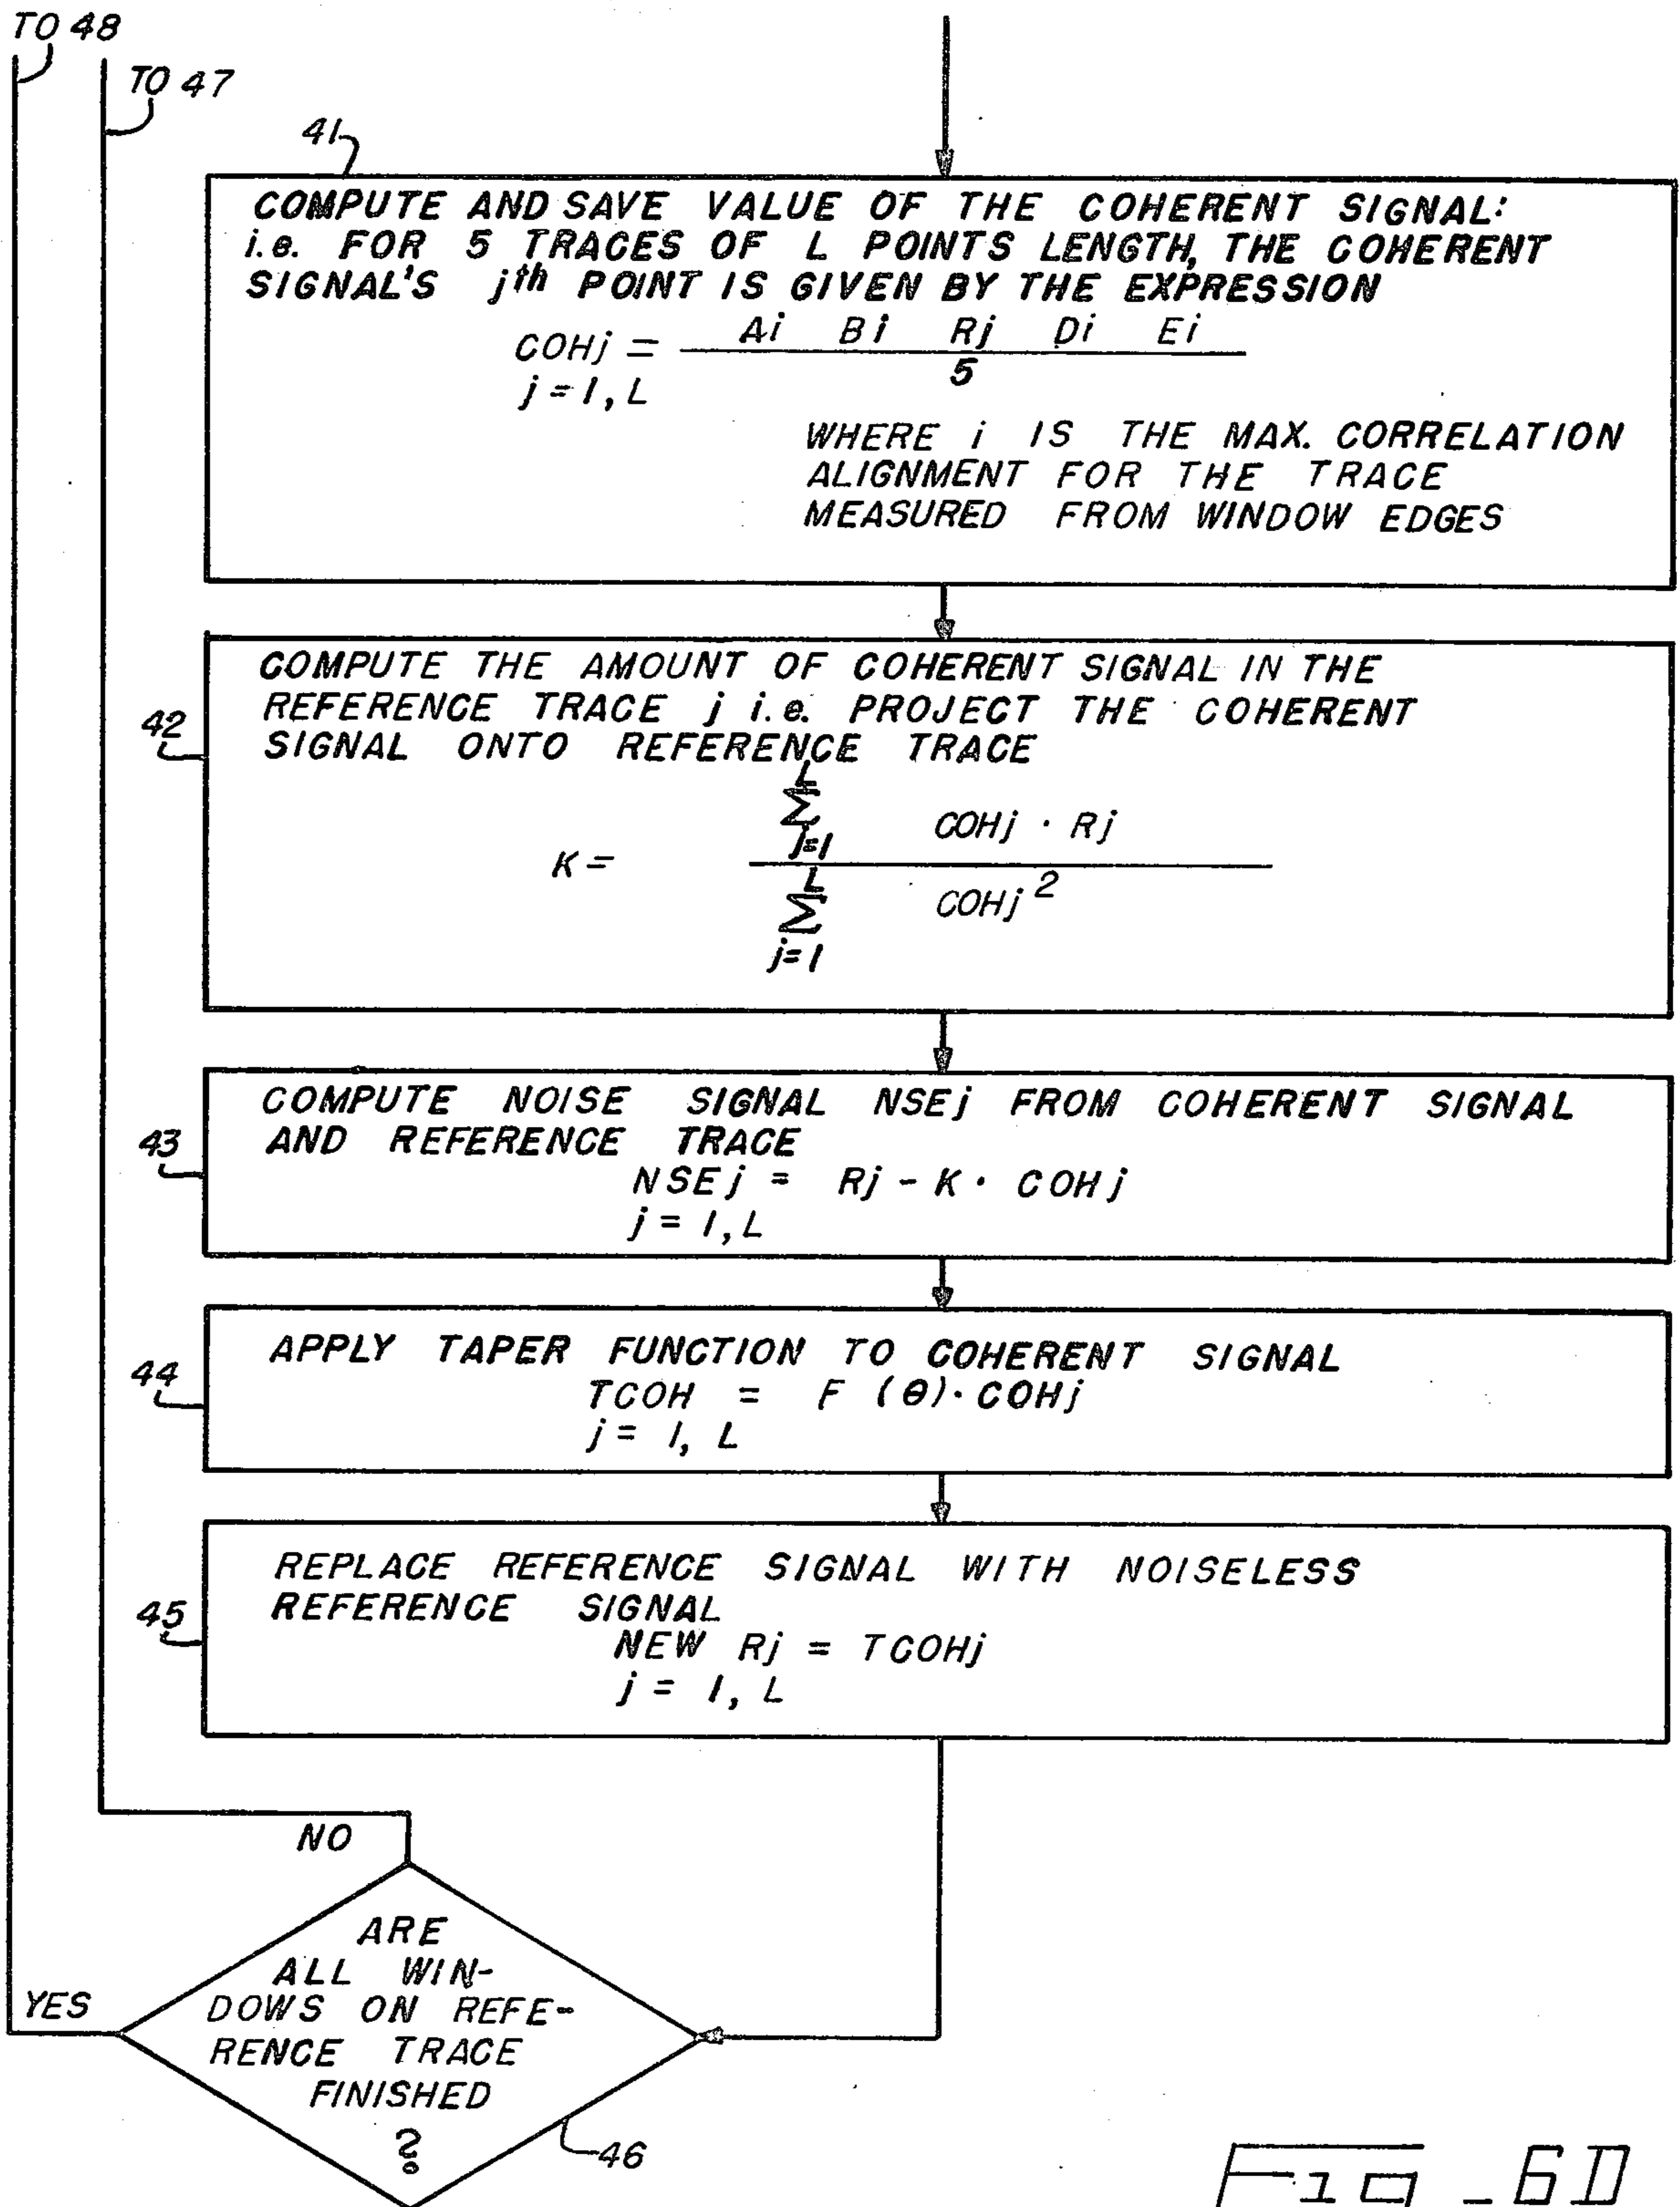 TO 48
TO 47
41
COMPUTE AND SAVE VALUE OF THE COHERENT SIGNAL:
i.e. FOR 5 TRACES OF L POINTS LENGTH, THE COHERENT
SIGNAL'S jth POINT IS GIVEN BY THE EXPRESSION
Ai Bi Rj Di Ei
COHj =
5
j = 1, L
WHERE i IS THE MAX. CORRELATION
ALIGNMENT FOR THE TRACE
MEASURED FROM WINDOW EDGES
COMPUTE THE AMOUNT OF COHERENT SIGNAL IN THE
REFERENCE TRACE j i.e. PROJECT THE COHERENT
42
SIGNAL ONTO REFERENCE TRACE
L
Σ COHj · Rj
j=1
K =
L
Σ COHj²
j=1
COMPUTE NOISE SIGNAL NSEj FROM COHERENT SIGNAL
43
AND REFERENCE TRACE
NSEj = Rj - K · COHj
j = 1, L
APPLY TAPER FUNCTION TO COHERENT SIGNAL
44
TCOH = F (θ) · COHj
j = 1, L
REPLACE REFERENCE SIGNAL WITH NOISELESS
45
REFERENCE SIGNAL
NEW Rj = TCOHj
j = 1, L
NO
ARE
ALL WIN-
YES
DOWS ON REFE-
RENCE TRACE
FINISHED
?
46
Fig_6D